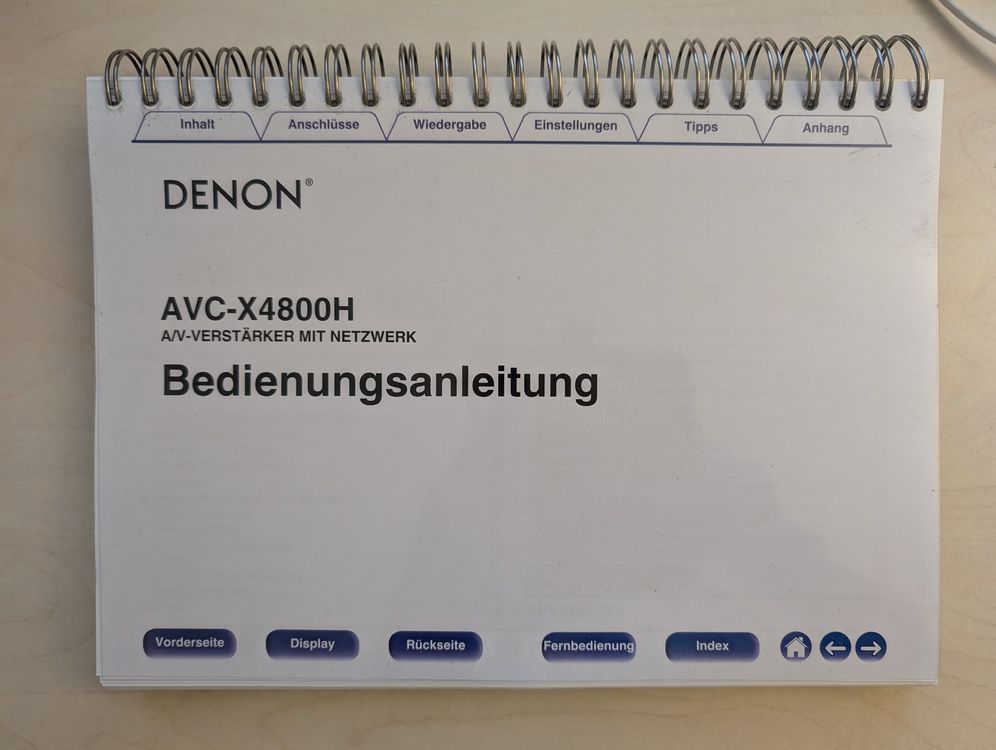 Inhalt Anschlüsse Wiedergabe Einstellungen Tipps Anhang
DENON®
AVC-X4800H
A/V-VERSTÄRKER MIT NETZWERK
Bedienungsanleitung
Vorderseite Display Rückseite Fernbedienung Index